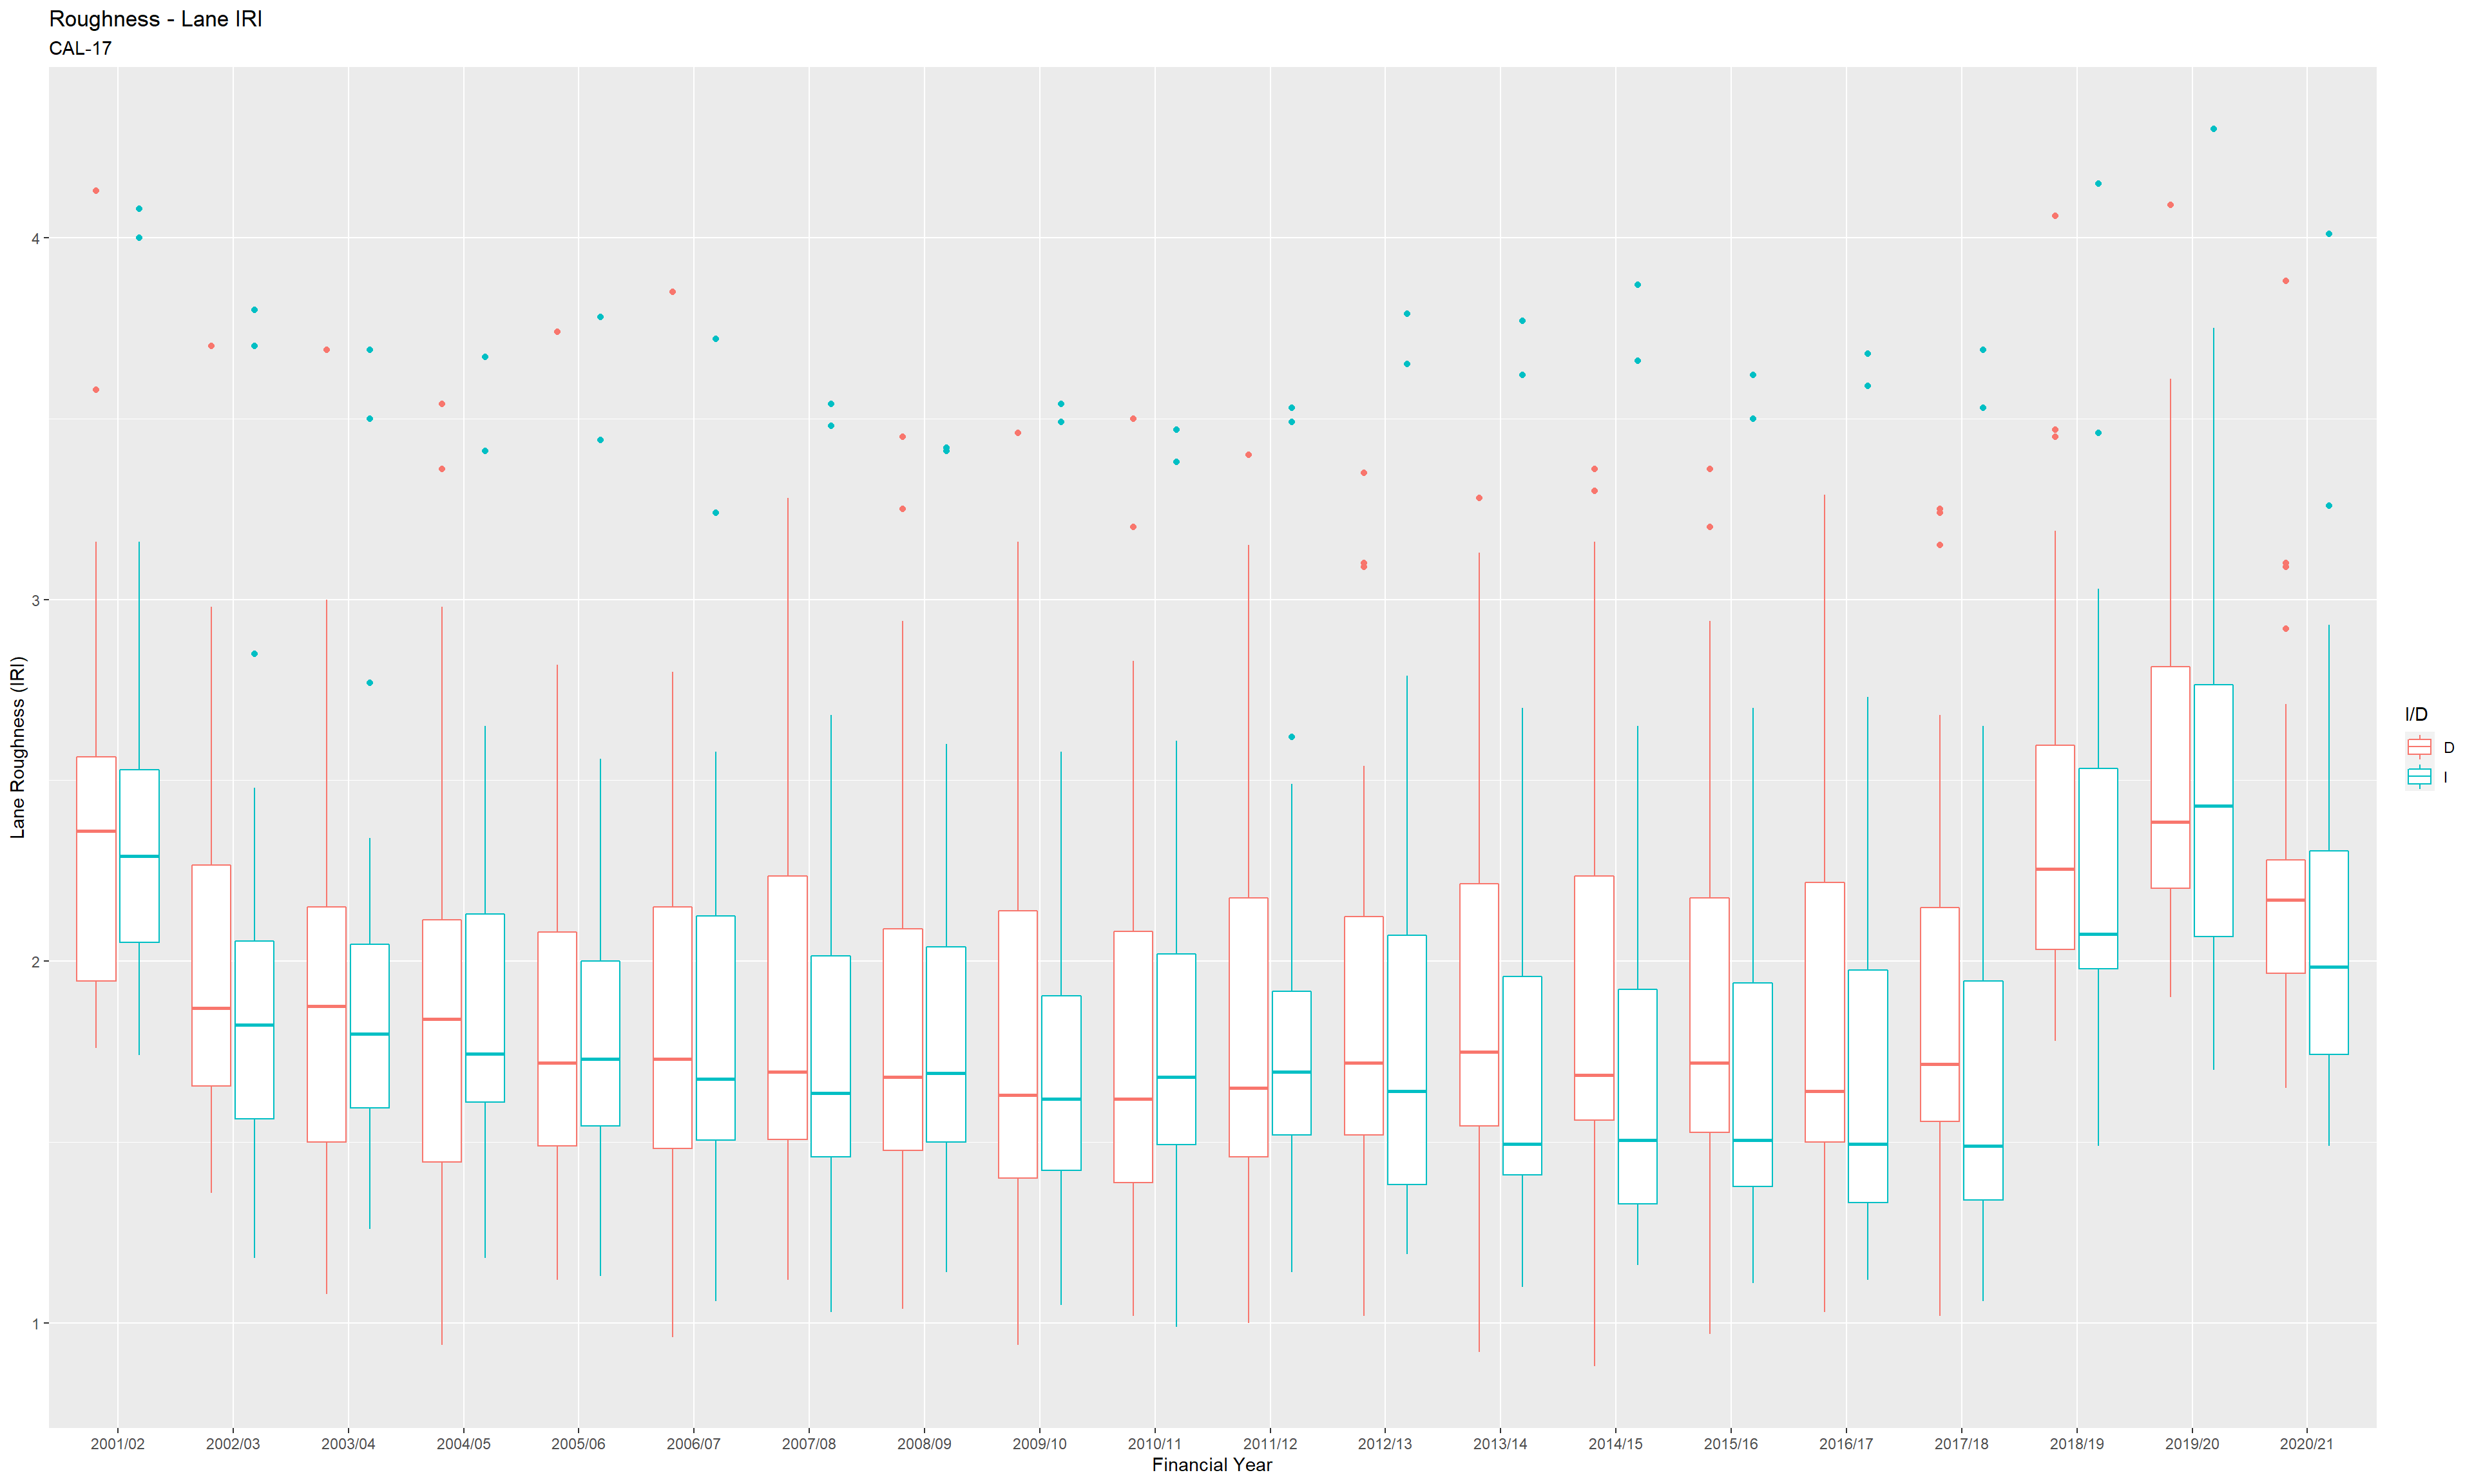 Roughness - Lane IRI
CAL-17
Lane Roughness (IRI)
4
3
2
1
2001/02 2002/03 2003/04 2004/05 2005/06 2006/07 2007/08 2008/09 2009/10 2010/11 2011/12 2012/13 2013/14 2014/15 2015/16 2016/17 2017/18 2018/19 2019/20 2020/21
Financial Year
I/D
D
I